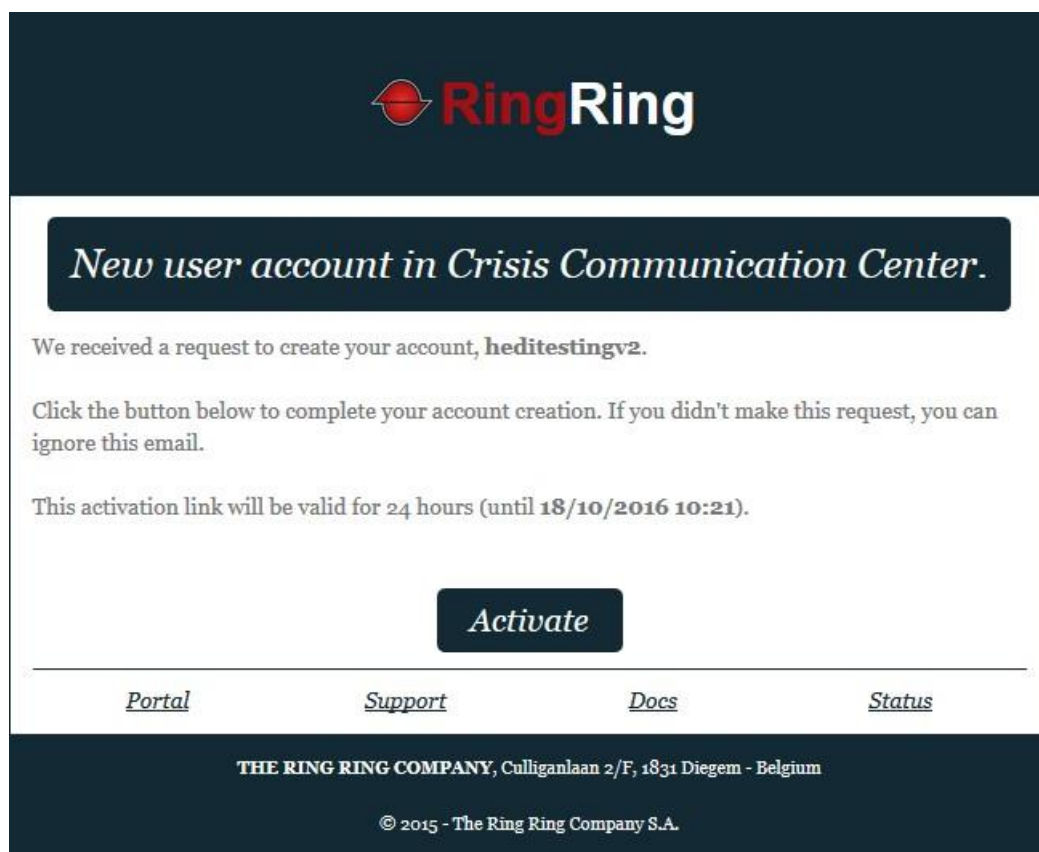 RingRing
New user account in Crisis Communication Center.
We received a request to create your account, heditestingv2.
Click the button below to complete your account creation. If you didn't make this request, you can
ignore this email.
This activation link will be valid for 24 hours (until 18/10/2016 10:21).
Activate
Portal Support Docs Status
THE RING RING COMPANY, Culliganlaan 2/F, 1831 Diegem - Belgium
© 2015 - The Ring Ring Company S.A.